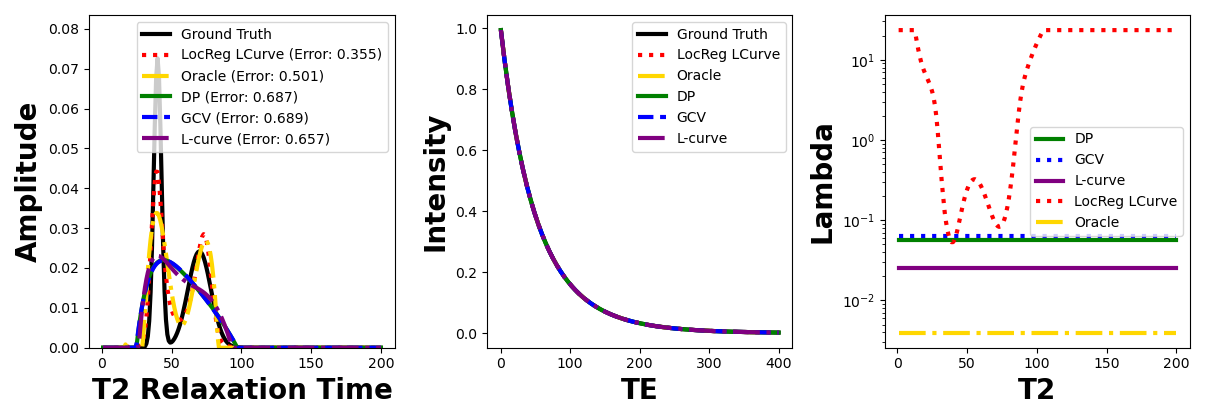 0.08
0.07
0.06
0.05
0.04
0.03
0.02
0.01
0.00
Amplitude
0 50 100 150 200
T2 Relaxation Time
Ground Truth
LocReg LCurve (Error: 0.355)
Oracle (Error: 0.501)
DP (Error: 0.687)
GCV (Error: 0.689)
L-curve (Error: 0.657)
1.0
0.8
0.6
0.4
0.2
0.0
Intensity
0 100 200 300 400
TE
Ground Truth
LocReg LCurve
Oracle
DP
GCV
L-curve
10¹
10⁰
10⁻¹
10⁻²
Lambda
0 50 100 150 200
T2
DP
GCV
L-curve
LocReg LCurve
Oracle